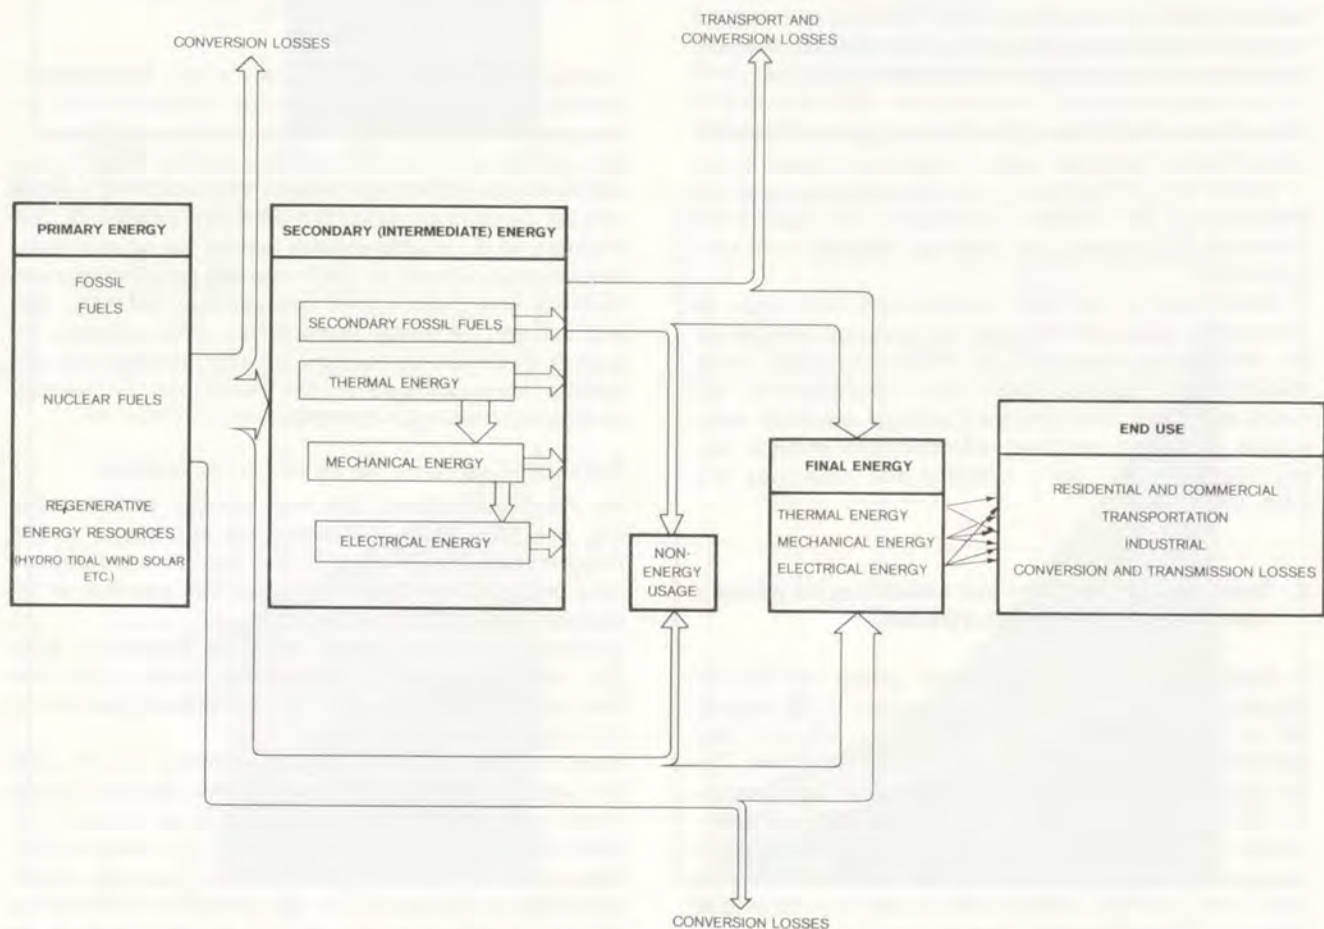 CONVERSION LOSSES
TRANSPORT AND
CONVERSION LOSSES
PRIMARY ENERGY
FOSSIL
FUELS
NUCLEAR FUELS
REGENERATIVE
ENERGY RESOURCES
(HYDRO TIDAL WIND SOLAR
ETC.)
SECONDARY (INTERMEDIATE) ENERGY
SECONDARY FOSSIL FUELS
THERMAL ENERGY
MECHANICAL ENERGY
ELECTRICAL ENERGY
NON-
ENERGY
USAGE
FINAL ENERGY
THERMAL ENERGY
MECHANICAL ENERGY
ELECTRICAL ENERGY
END USE
RESIDENTIAL AND COMMERCIAL
TRANSPORTATION
INDUSTRIAL
CONVERSION AND TRANSMISSION LOSSES
CONVERSION LOSSES